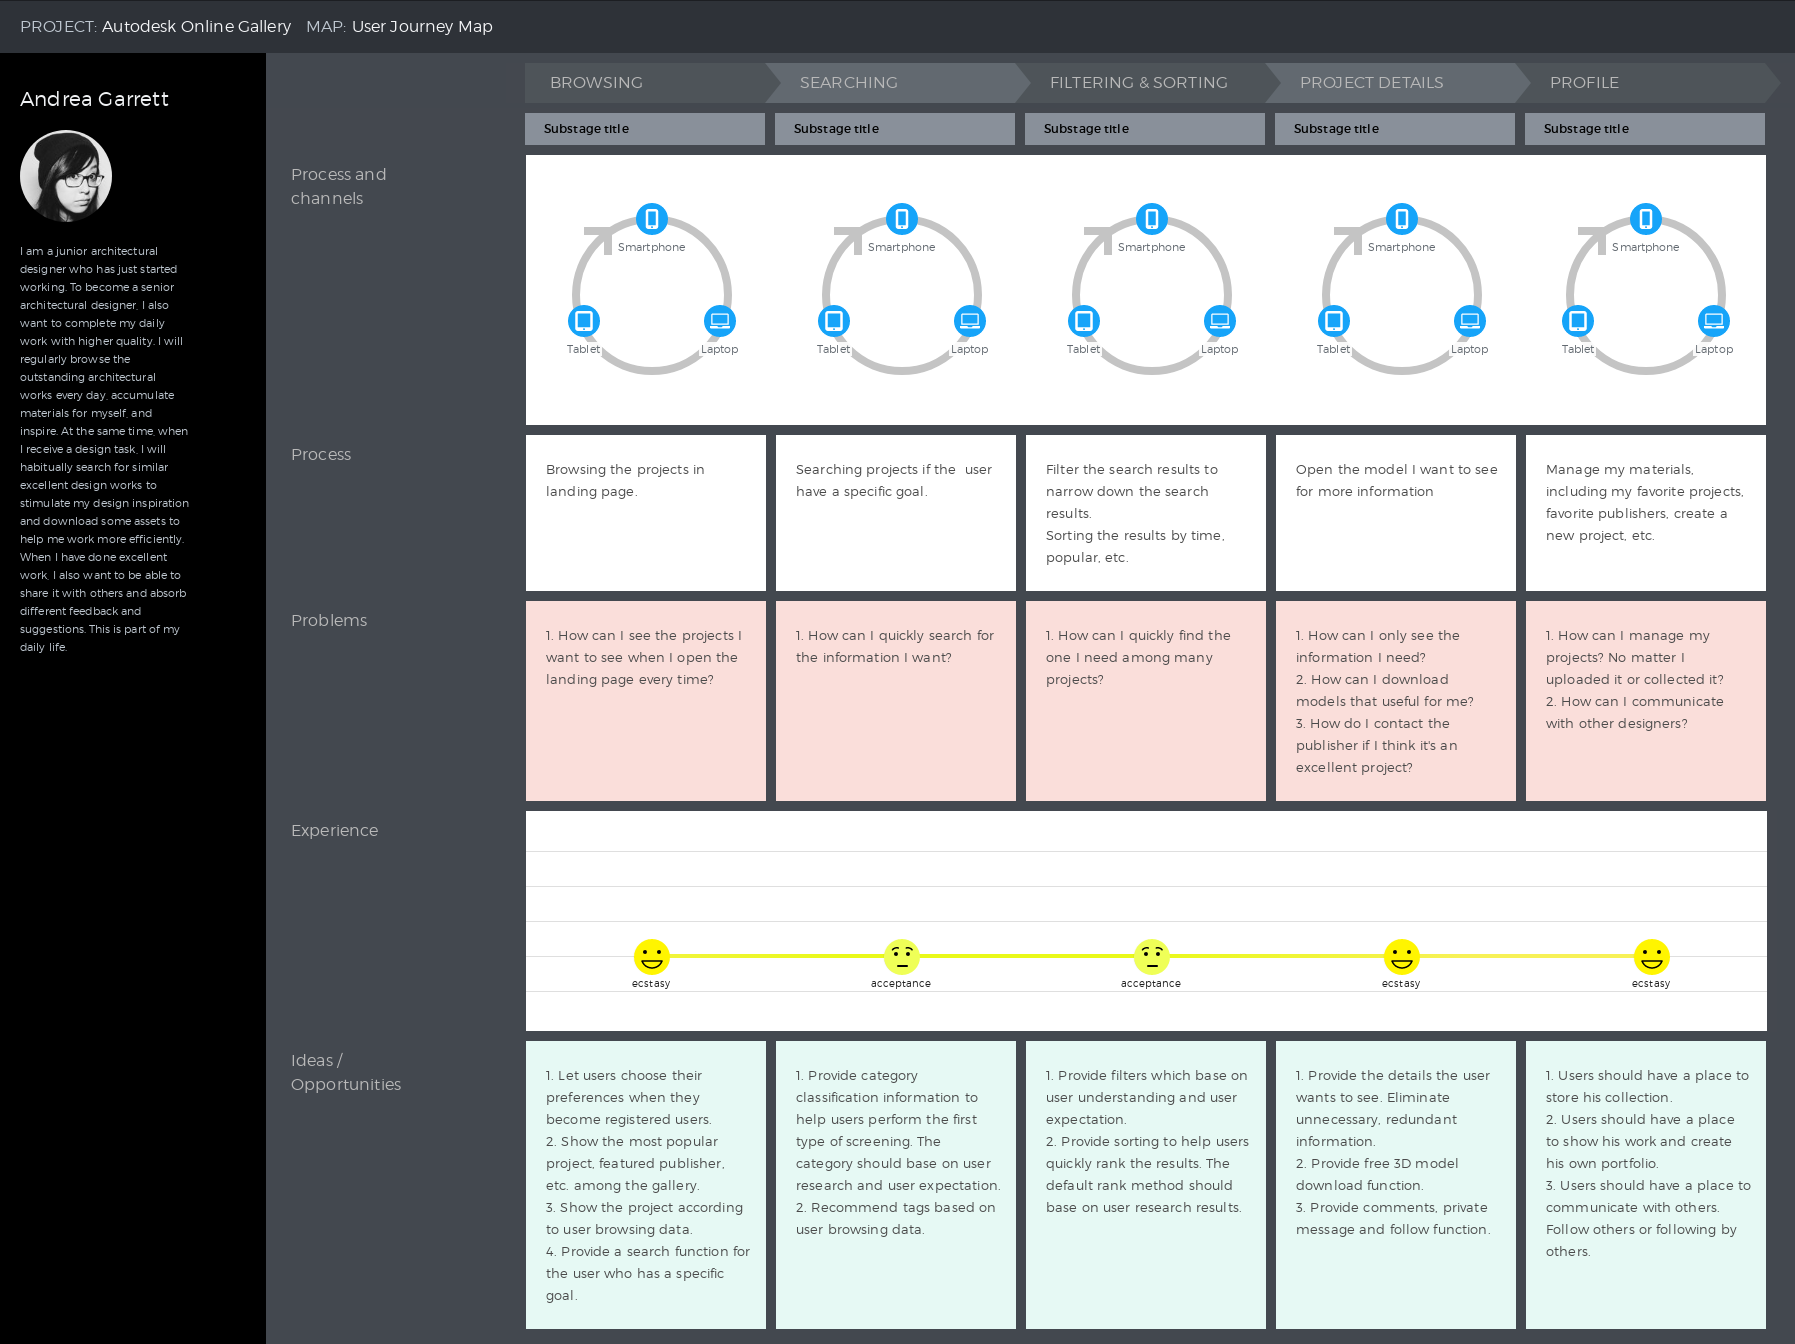 PROJECT: Autodesk Online Gallery MAP: User Journey Map
Andrea Garrett
I am a junior architectural
designer who has just started
working. To become a senior
architectural designer, I also
want to complete my daily
work with higher quality. I will
regularly browse the
outstanding architectural
works every day, accumulate
materials for myself, and
inspire. At the same time, when
I receive a design task, I will
habitually search for similar
excellent design works to
stimulate my design inspiration
and download some assets to
help me work more efficiently.
When I have done excellent
work, I also want to be able to
share it with others and absorb
different feedback and
suggestions. This is part of my
daily life.
BROWSING
SEARCHING
FILTERING & SORTING
PROJECT DETAILS
PROFILE
Substage title
Substage title
Substage title
Substage title
Substage title
Process and
channels
Smartphone
Tablet
Laptop
Smartphone
Tablet
Laptop
Smartphone
Tablet
Laptop
Smartphone
Tablet
Laptop
Smartphone
Tablet
Laptop
Process
Browsing the projects in
landing page.
Searching projects if the  user
have a specific goal.
Filter the search results to
narrow down the search
results.
Sorting the results by time,
popular, etc.
Open the model I want to see
for more information
Manage my materials,
including my favorite projects,
favorite publishers, create a
new project, etc.
Problems
1. How can I see the projects I
want to see when I open the
landing page every time?
1. How can I quickly search for
the information I want?
1. How can I quickly find the
one I need among many
projects?
1. How can I only see the
information I need?
2. How can I download
models that useful for me?
3. How do I contact the
publisher if I think it's an
excellent project?
1. How can I manage my
projects? No matter I
uploaded it or collected it?
2. How can I communicate
with other designers?
Experience
ecstasy
acceptance
acceptance
ecstasy
ecstasy
Ideas /
Opportunities
1. Let users choose their
preferences when they
become registered users.
2. Show the most popular
project, featured publisher,
etc. among the gallery.
3. Show the project according
to user browsing data.
4. Provide a search function for
the user who has a specific
goal.
1. Provide category
classification information to
help users perform the first
type of screening. The
category should base on user
research and user expectation.
2. Recommend tags based on
user browsing data.
1. Provide filters which base on
user understanding and user
expectation.
2. Provide sorting to help users
quickly rank the results. The
default rank method should
base on user research results.
1. Provide the details the user
wants to see. Eliminate
unnecessary, redundant
information.
2. Provide free 3D model
download function.
3. Provide comments, private
message and follow function.
1. Users should have a place to
store his collection.
2. Users should have a place
to show his work and create
his own portfolio.
3. Users should have a place to
communicate with others.
Follow others or following by
others.